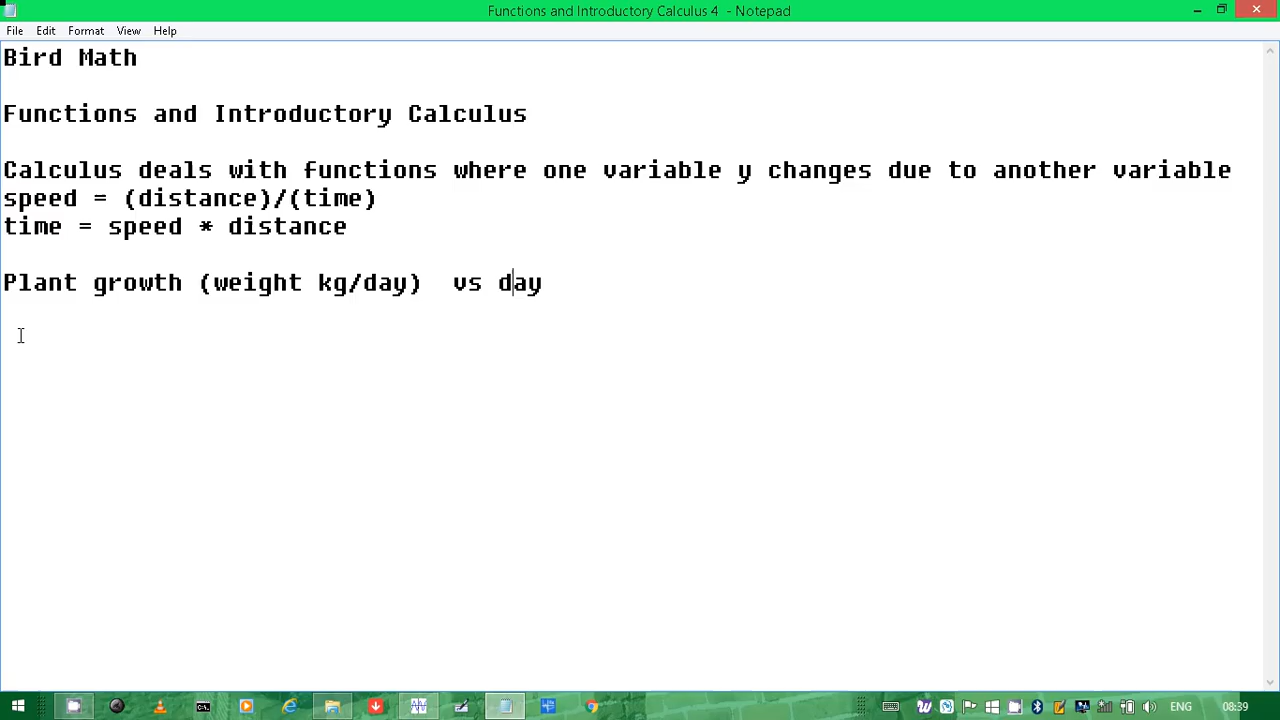 Functions and Introductory Calculus 4 - Notepad
File Edit Format View Help
Bird Math
Functions and Introductory Calculus
Calculus deals with functions where one variable y changes due to another variable
speed = (distance)/(time)
time = speed * distance
Plant growth (weight kg/day)  vs day
ENG 08:39